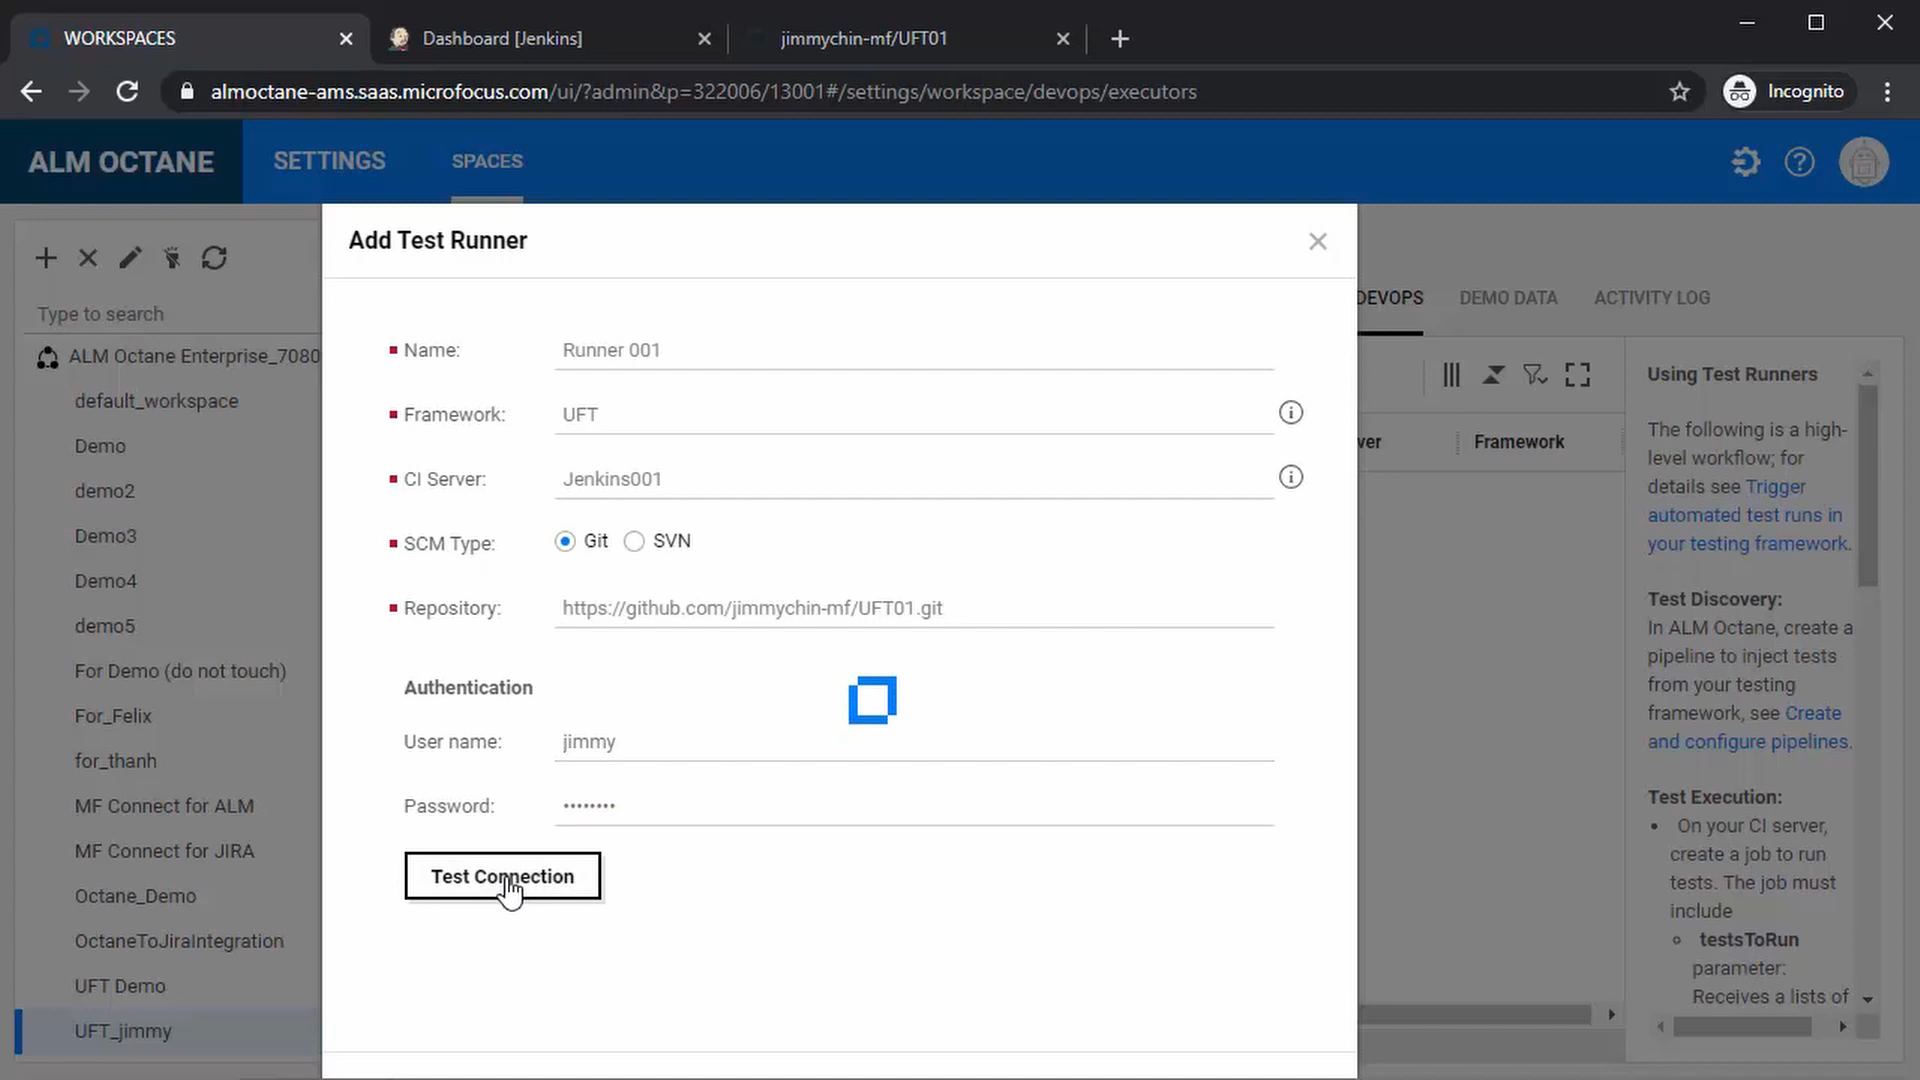 WORKSPACES
Dashboard [Jenkins]
jimmychin-mf/UFT01
almoctane-ams.saas.microfocus.com/ui/?admin&p=322006/13001#/settings/workspace/devops/executors
Incognito
ALM OCTANE
SETTINGS
SPACES
Type to search
ALM Octane Enterprise_7080
default_workspace
Demo
demo2
Demo3
Demo4
demo5
For Demo (do not touch)
For_Felix
for_thanh
MF Connect for ALM
MF Connect for JIRA
Octane_Demo
OctaneToJiraIntegration
UFT Demo
UFT_jimmy
Add Test Runner
Name: Runner 001
Framework: UFT
CI Server: Jenkins001
SCM Type: Git SVN
Repository: https://github.com/jimmychin-mf/UFT01.git
Authentication
User name: jimmy
Password: ••••••••
Test Connection
DEVOPS
DEMO DATA
ACTIVITY LOG
ver
Framework
Using Test Runners
The following is a high-
level workflow; for
details see Trigger
automated test runs in
your testing framework.
Test Discovery:
In ALM Octane, create a
pipeline to inject tests
from your testing
framework, see Create
and configure pipelines.
Test Execution:
• On your CI server,
create a job to run
tests. The job must
include
testsToRun
parameter:
Receives a lists of